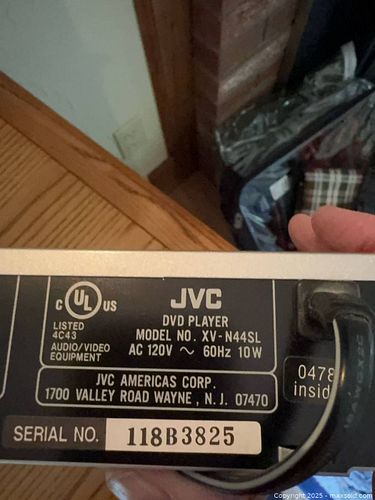 C UL US
LISTED
4C43
AUDIO/VIDEO
EQUIPMENT
JVC
DVD PLAYER
MODEL NO. XV-N44SL
AC 120V ~ 60Hz 10W
JVC AMERICAS CORP.
1700 VALLEY ROAD WAYNE, N. J. 07470
0478
insid
SERIAL NO. 118B3825
Copyright 2025 - maxsold.com